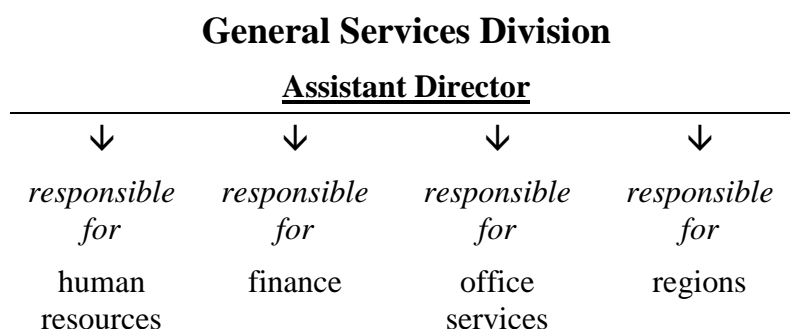 General Services Division
Assistant Director
↓ ↓ ↓ ↓
responsible responsible responsible responsible
for for for for
human finance office regions
resources services